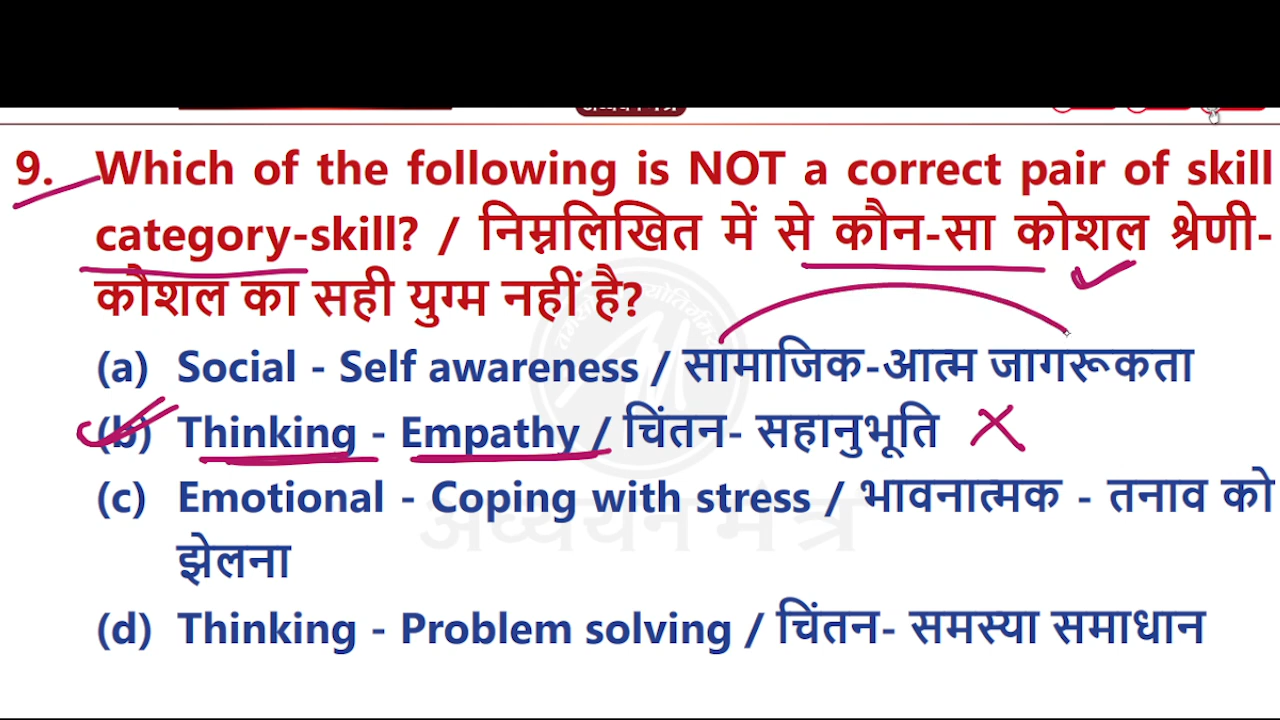 9. Which of the following is NOT a correct pair of skill
category-skill? / निम्नलिखित में से कौन-सा कोशल श्रेणी-
कौशल का सही युग्म नहीं है?
(a) Social - Self awareness / सामाजिक-आत्म जागरूकता
(b) Thinking - Empathy / चिंतन- सहानुभूति
(c) Emotional - Coping with stress / भावनात्मक - तनाव को
झेलना
(d) Thinking - Problem solving / चिंतन- समस्या समाधान
अध्ययन मंत्र